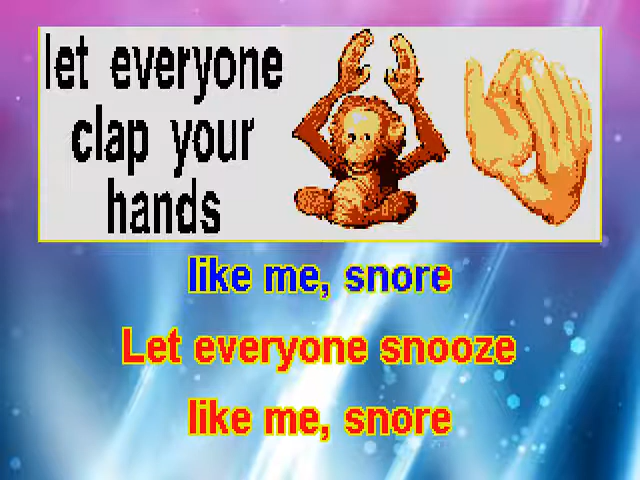 let everyone
clap your
hands
like me, snore
Let everyone snooze
like me, snore